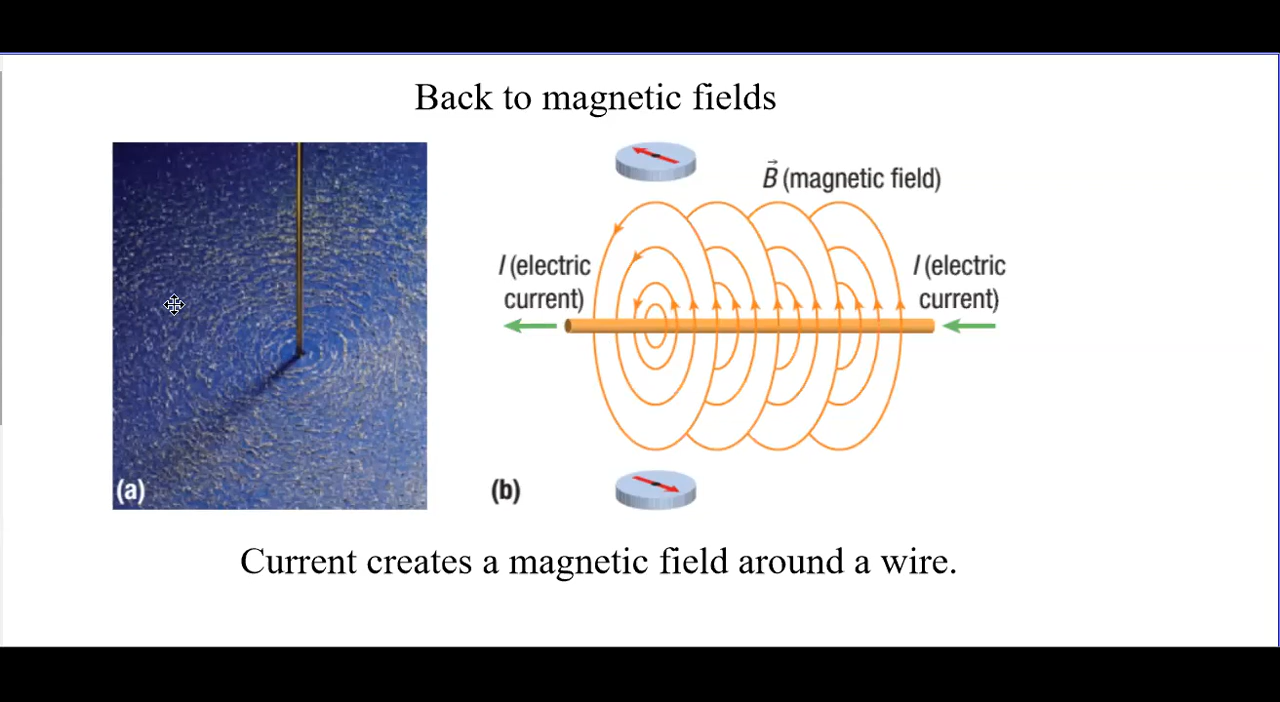 Back to magnetic fields
B (magnetic field)
I (electric
current)
I (electric
current)
(a)
(b)
Current creates a magnetic field around a wire.